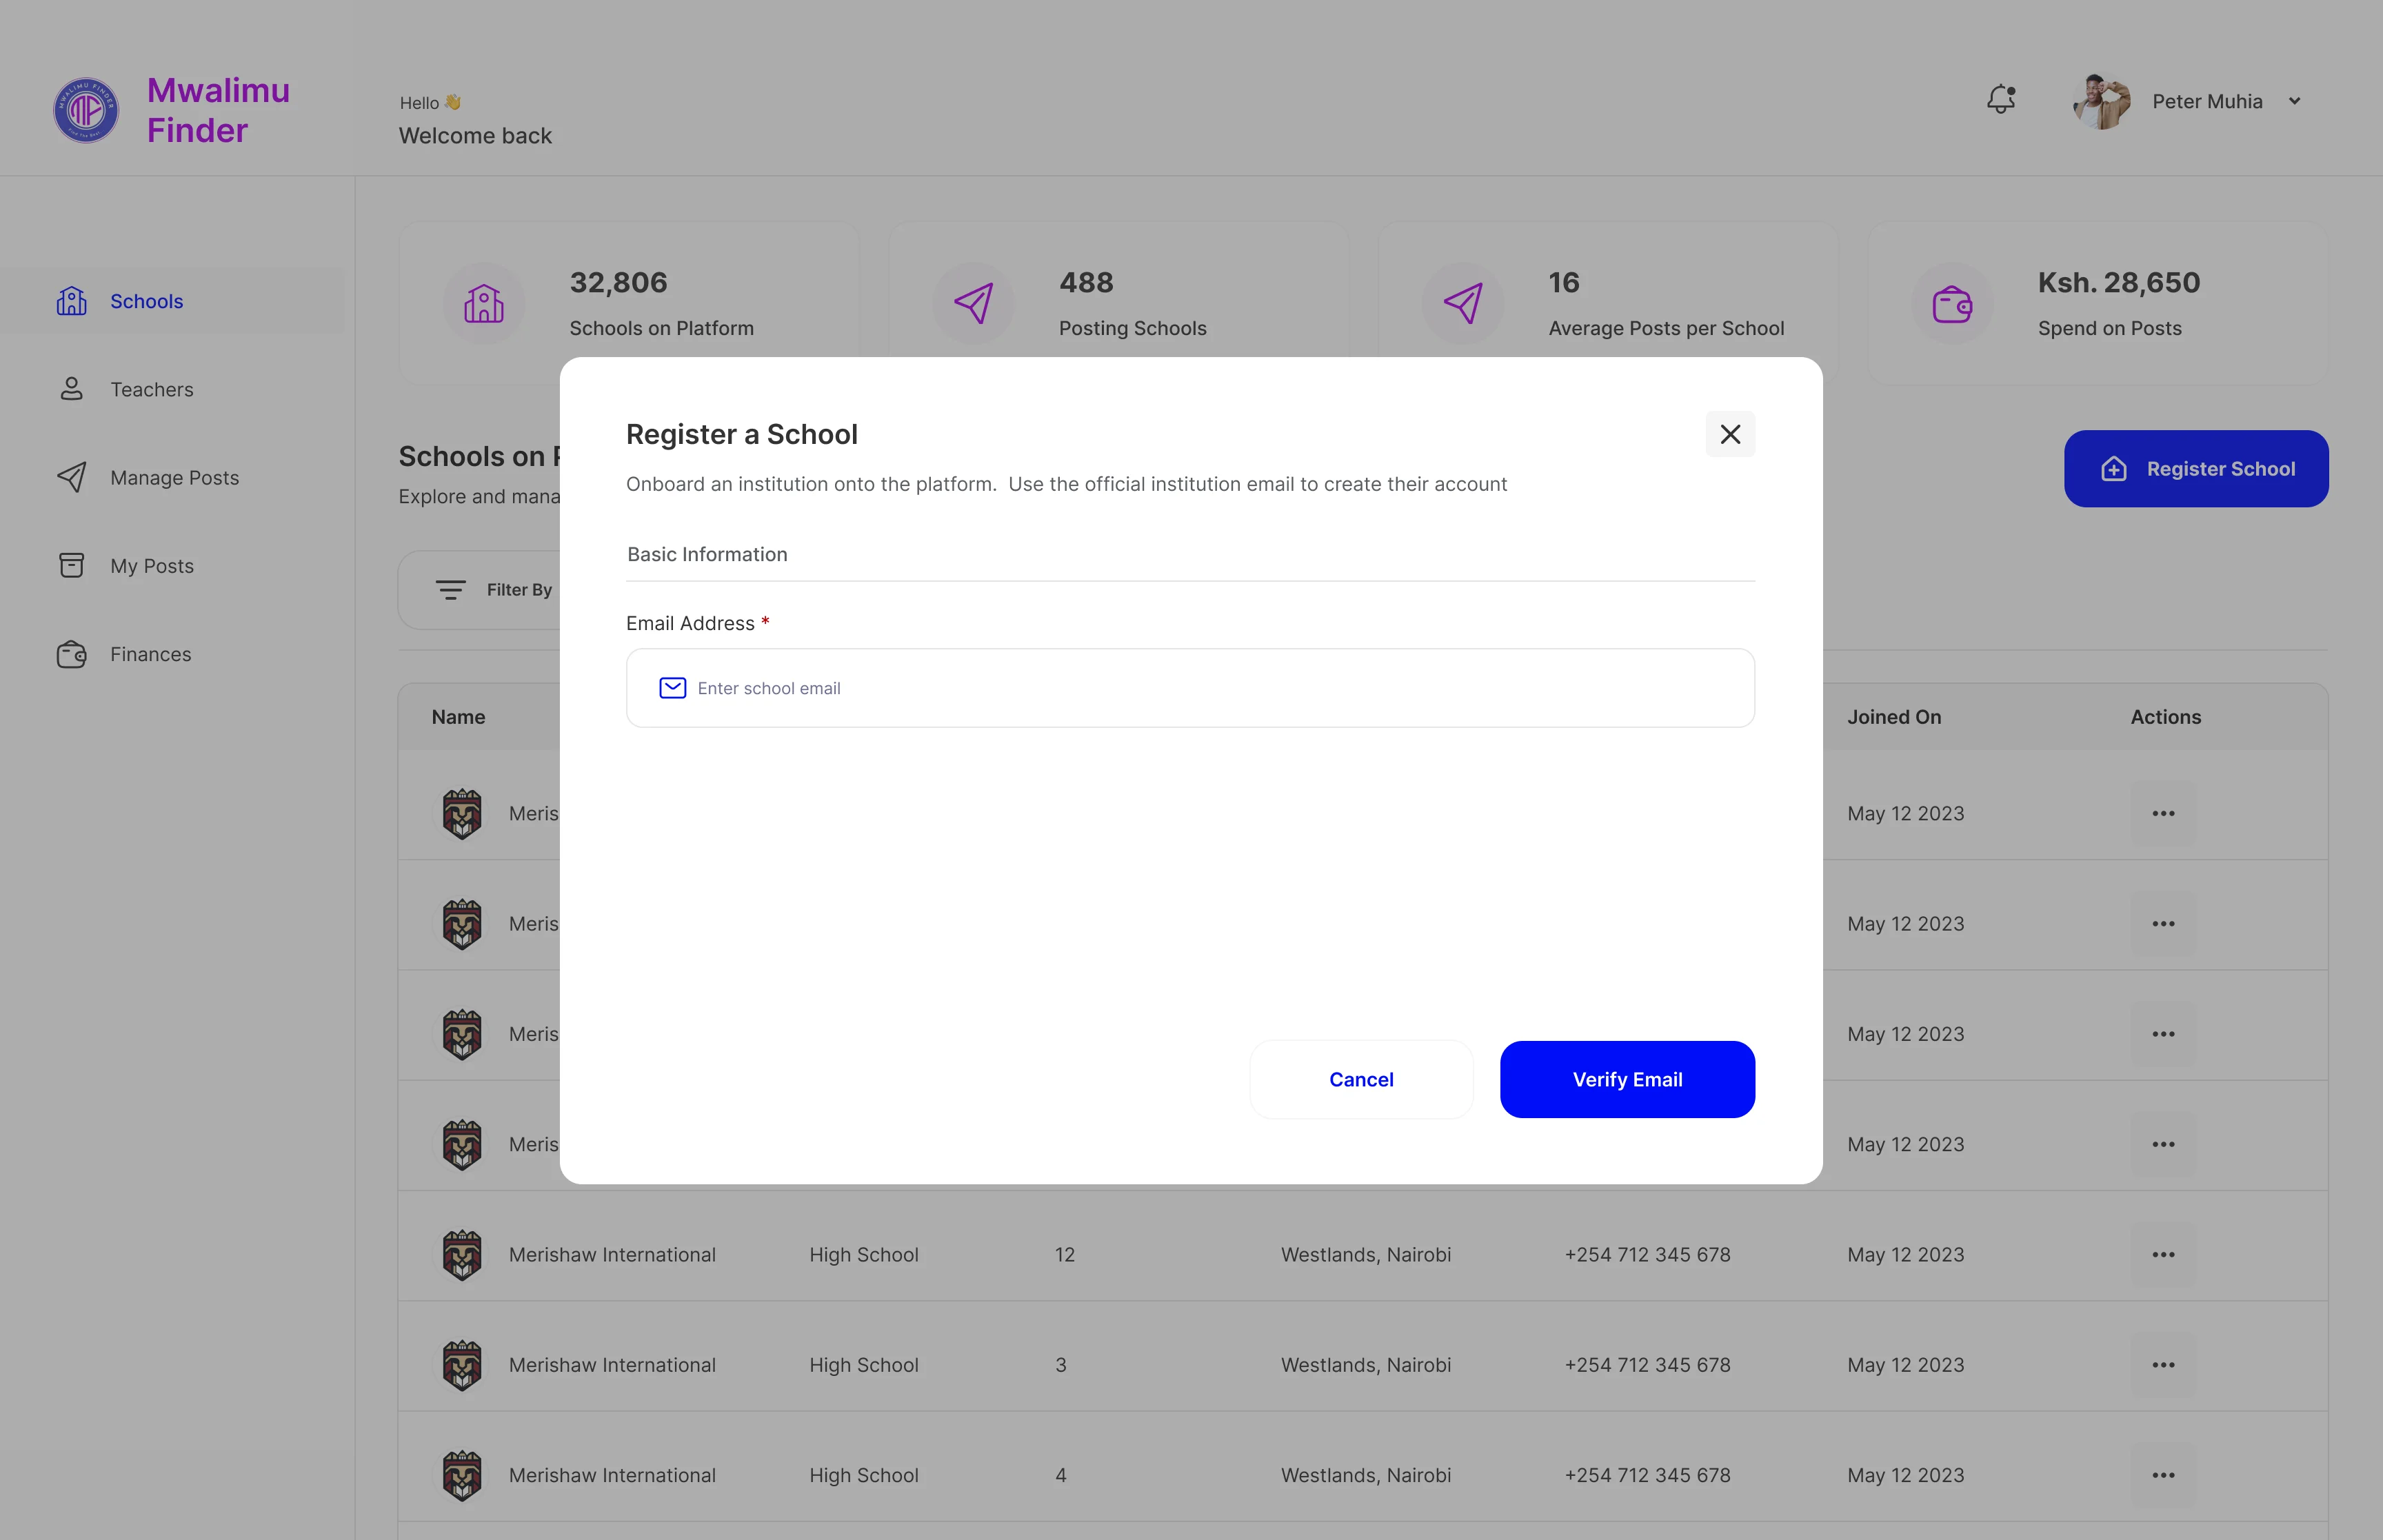 Mwalimu
Finder
Hello 👋
Welcome back
Peter Muhia
Schools
Teachers
Manage Posts
My Posts
Finances
32,806
Schools on Platform
488
Posting Schools
16
Average Posts per School
Ksh. 28,650
Spend on Posts
Schools on
Explore and mana
Register School
Filter By
Register a School
Onboard an institution onto the platform.  Use the official institution email to create their account
Basic Information
Email Address *
Enter school email
Cancel
Verify Email
Name Joined On Actions
Meris May 12 2023
Meris May 12 2023
Meris May 12 2023
Meris May 12 2023
Merishaw International High School 12 Westlands, Nairobi +254 712 345 678 May 12 2023
Merishaw International High School 3 Westlands, Nairobi +254 712 345 678 May 12 2023
Merishaw International High School 4 Westlands, Nairobi +254 712 345 678 May 12 2023